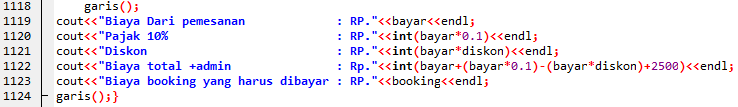 1118 garis();
1119 cout<<"Biaya Dari pemesanan : RP."<<bayar<<endl;
1120 cout<<"Pajak 10% : RP."<<int(bayar*0.1)<<endl;
1121 cout<<"Diskon : RP."<<int(bayar*diskon)<<endl;
1122 cout<<"Biaya total +admin : Rp."<<int(bayar+(bayar*0.1)-(bayar*diskon)+2500)<<endl;
1123 cout<<"Biaya booking yang harus dibayar : RP."<<booking<<endl;
1124 garis();}